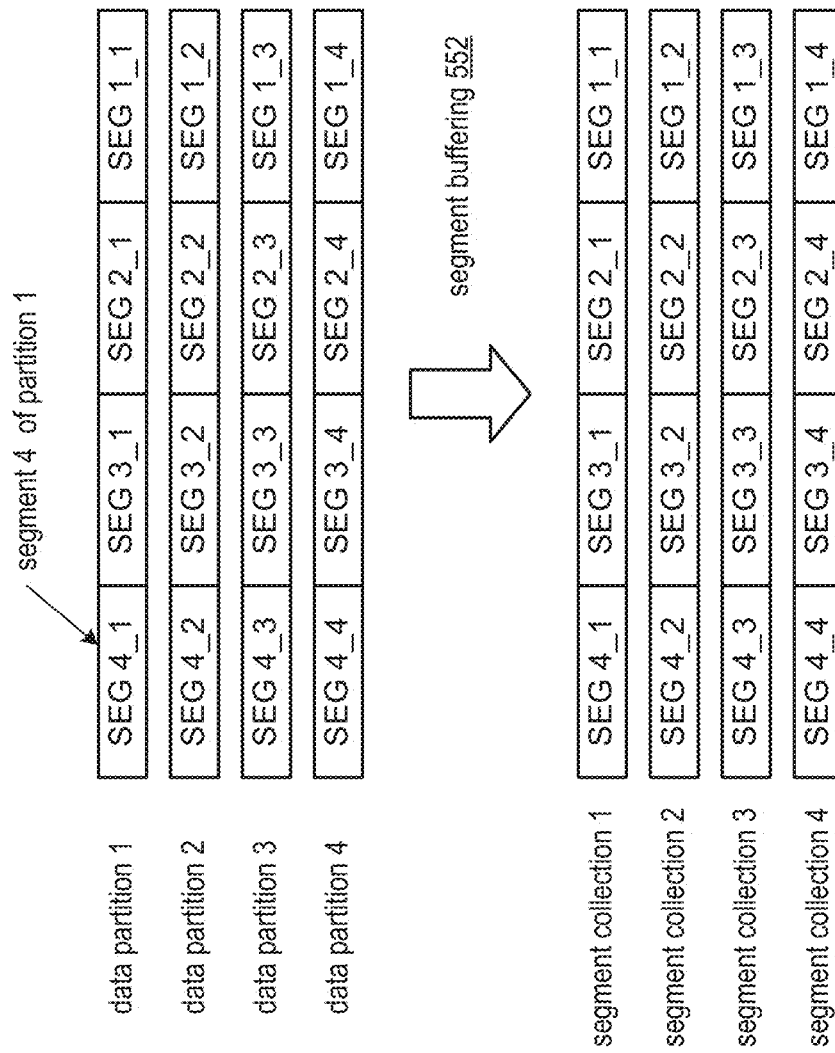 segment 4 of partition 1
data partition 1 SEG 4_1 SEG 3_1 SEG 2_1 SEG 1_1
data partition 2 SEG 4_2 SEG 3_2 SEG 2_2 SEG 1_2
data partition 3 SEG 4_3 SEG 3_3 SEG 2_3 SEG 1_3
data partition 4 SEG 4_4 SEG 3_4 SEG 2_4 SEG 1_4
segment buffering 552
segment collection 1 SEG 4_1 SEG 3_1 SEG 2_1 SEG 1_1
segment collection 2 SEG 4_2 SEG 3_2 SEG 2_2 SEG 1_2
segment collection 3 SEG 4_3 SEG 3_3 SEG 2_3 SEG 1_3
segment collection 4 SEG 4_4 SEG 3_4 SEG 2_4 SEG 1_4